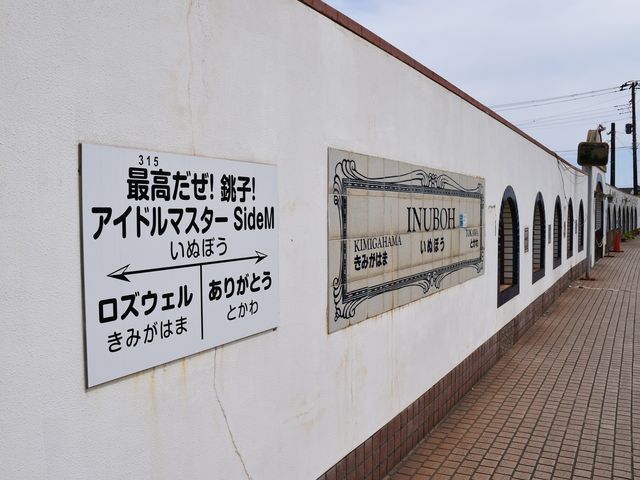 315
最高だぜ! 銚子!
アイドルマスター SideM
いぬぼう
ロズウェル
きみがはま
ありがとう
とかわ
INUBOH
いぬぼう
KIMIGAHAMA
きみがはま
TOKAWA
とかわ